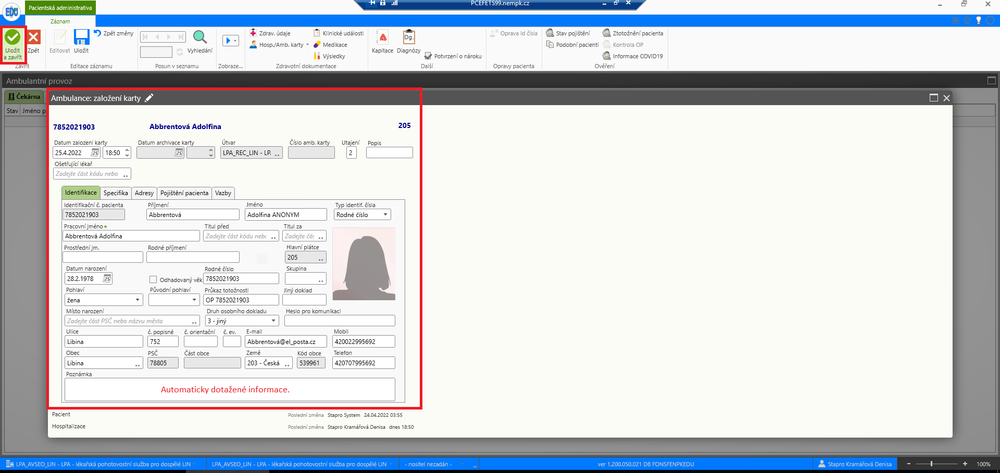 PCEFETS99.nempk.cz
EDU
Pacientská administrativa
Záznam
Uložit
a zavřít
Zpět
Zavřít
Editovat
Uložit
Zpět změny
Editace záznamu
Vyhledání
Posun v seznamu
Zobraze...
Zdrav. údaje
Hosp./Amb. karty
Klinické události
Medikace
Výsledky
Zdravotní dokumentace
Kapitace
Dg.
Diagnózy
Potvrzení o nároku
Další
Oprava Id čísla
Opravy pacienta
Stav pojištění
Podobní pacienti
Ztotožnění pacienta
Kontrola OP
Informace COVID19
Ověření
Ambulantní provoz
Čekárna
Stav
Jméno p
Ambulance: založení karty
7852021903
Abbrentová Adolfina
205
Datum založení karty
Datum archivace karty
Útvar
Číslo amb. karty
Utajení
Popis
25.4.2022
25
18:50
25
LPA_REC_LIN - LP. ..
2
Ošetřující lékař
Zadejte část kódu nebo ..
Identifikace
Specifika
Adresy
Pojištění pacienta
Vazby
Identifikační č. pacienta
Příjmení
Jméno
Typ identif. čísla
7852021903
Abbrentová
Adolfina ANONYM
Rodné číslo
Pracovní jméno
Titul před
Titul za
Abbrentová Adolfina
Zadejte část kódu nebo ..
Zadejte čás ..
Prostřední jm.
Rodné příjmení
Hlavní plátce
205 ..
Datum narození
Rodné číslo
Skupina
28.2.1978
25
Odhadovaný věk
7852021903
..
Pohlaví
Původní pohlaví
Průkaz totožnosti
Jiný doklad
žena
OP 7852021903
Místo narození
Druh osobního dokladu
Heslo pro komunikaci
Zadejte část PSČ nebo názvu města ..
3 - jiný
Ulice
č. popisné
č. orientační
č. ev.
E-mail
Mobil
Libina
752
Abbrentová@el_posta.cz
420022995692
Obec
PSČ
Část obce
Země
Kód obce
Telefon
Libina ..
78805
203 - Česká ..
539961
420707995692
Poznámka
Automaticky dotažené informace.
Pacient
Poslední změna Stapro System 24.04.2022 03:55
Hospitalizace
Poslední změna Stapro Kramářová Denisa dnes 18:50
LPA_AVSEO_LIN - LPA - lékařská pohotovostní služba pro dospělé LIN
LPA_AVSEO_LIN - LPA - lékařská pohotovostní služba pro dospělé LIN
- nositel nezadán -
..
ver 1.200.050.021 DB FONSFENPKEDU
Stapro Kramářová Denisa
100%